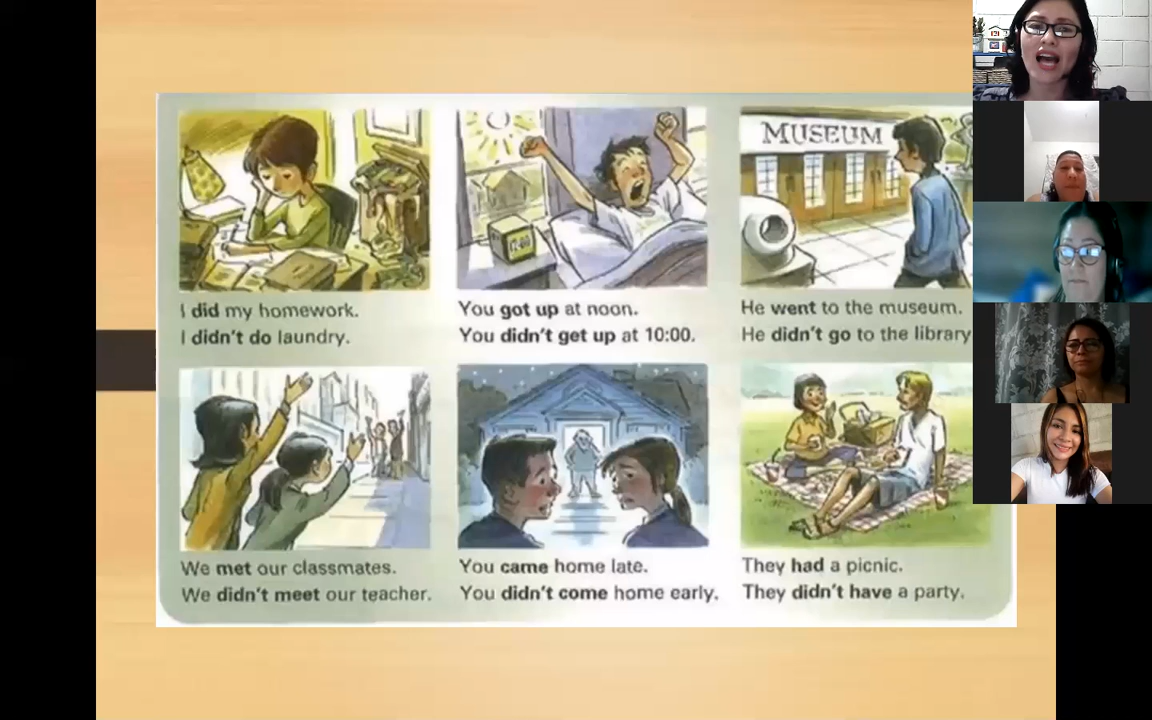 MUSEUM
12:00
I did my homework.
I didn't do laundry.
You got up at noon.
You didn't get up at 10:00.
He went to the museum.
He didn't go to the library
We met our classmates.
We didn't meet our teacher.
You came home late.
You didn't come home early.
They had a picnic.
They didn't have a party.